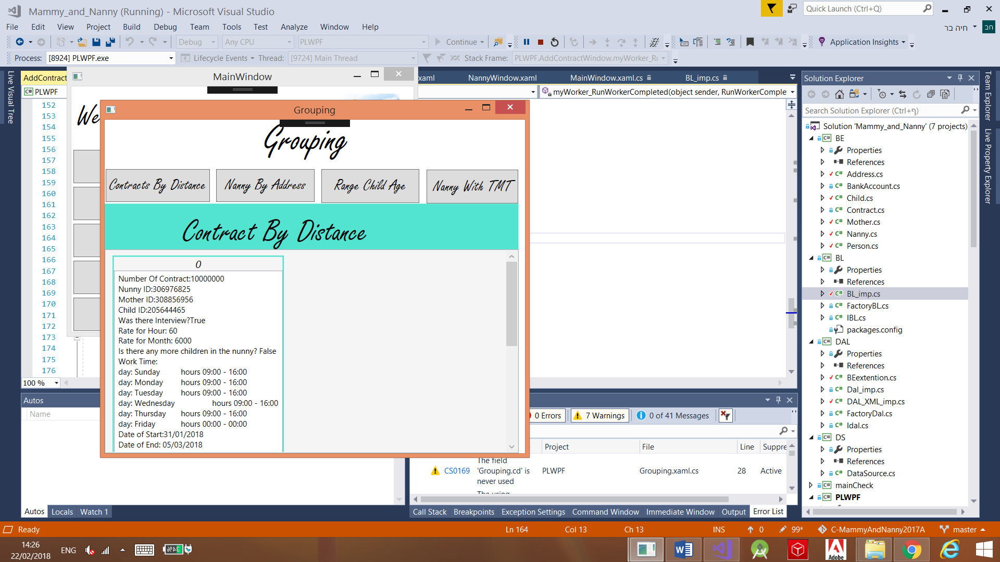 Mammy_and_Nanny (Running) - Microsoft Visual Studio
Quick Launch (Ctrl+Q)
File Edit View Project Build Debug Team Tools Test Analyze Window Help
חיה בר
חב
Debug Any CPU PLWPF Continue Application Insights
Process: [8924] PLWPF.exe Lifecycle Events Thread: [9724] Main Thread Stack Frame: PLWPF.AddContractWindow.myWorker_Ru
Live Visual Tree
AddContract
MainWindow
xaml NannyWindow.xaml MainWindow.xaml.cs BL_imp.cs
C# PLWPF
myWorker_RunWorkerCompleted(object sender, RunWorkerComplet
We
152
153
154
155
156
157
158
159
160
161
162
163
164
165
166
167
168
169
170
171
172
173
174
175
176
100 %
Grouping
Grouping
Contracts By Distance
Nanny By Address
Range Child Age
Nanny With TMT
Contract By Distance
0
Number Of Contract:10000000
Nunny ID:306976825
Mother ID:308856956
Child ID:205644465
Was there Interview?True
Rate for Hour: 60
Rate for Month: 6000
Is there any more children in the nunny? False
Work Time:
day: Sunday hours 09:00 - 16:00
day: Monday hours 09:00 - 16:00
day: Tuesday hours 09:00 - 16:00
day: Wednesday hours 09:00 - 16:00
day: Thursday hours 09:00 - 16:00
day: Friday hours 00:00 - 00:00
Date of Start:31/01/2018
Date of End: 05/03/2018
Solution Explorer
Search Solution Explorer (Ctrl+ף)
Solution 'Mammy_and_Nanny' (7 projects)
C# BE
Properties
References
C# Address.cs
C# BankAccount.cs
C# Child.cs
C# Contract.cs
C# Mother.cs
C# Nanny.cs
C# Person.cs
C# BL
Properties
References
C# BL_imp.cs
C# FactoryBL.cs
C# IBL.cs
packages.config
C# DAL
Properties
References
C# BEextention.cs
C# Dal_imp.cs
C# DAL_XML_imp.cs
C# FactoryDal.cs
C# Idal.cs
C# DS
Properties
References
C# DataSource.cs
C# mainCheck
C# PLWPF
Team Explorer
Live Property Explorer
Autos
Name
Autos Locals Watch 1
0 Errors 7 Warnings 0 of 41 Messages
Project File Line Suppre
CS0169 The field 'Grouping.cd' is never used PLWPF Grouping.xaml.cs 28 Active
The using
Call Stack Breakpoints Exception Settings Command Window Immediate Window Output Error List
Ready Ln 164 Col 13 Ch 13 INS 0 99* C-MammyAndNanny2017A master
14:26
22/02/2018
ENG
34%
Adobe